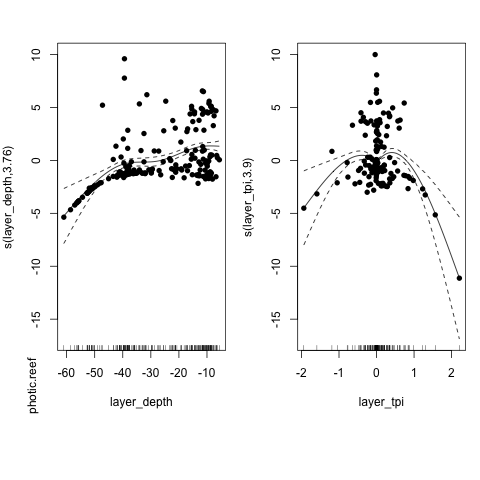 s(layer_depth,3.76)
10
5
0
-5
-10
-15
-60 -50 -40 -30 -20 -10
layer_depth
photic.reef
s(layer_tpi,3.9)
10
5
0
-5
-10
-15
-2 -1 0 1 2
layer_tpi